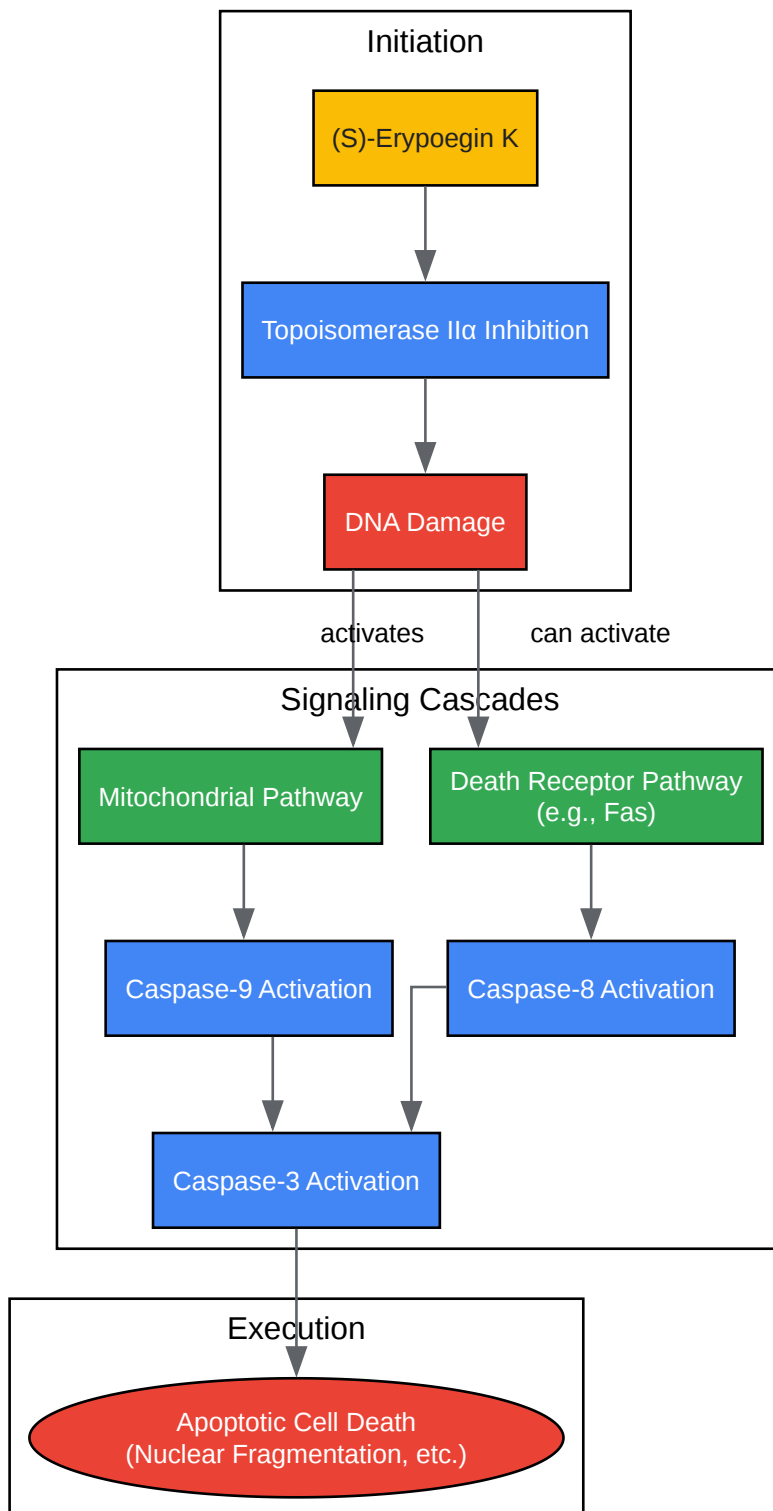 Initiation
(S)-Erypoegin K
Topoisomerase IIα Inhibition
DNA Damage
activates
can activate
Signaling Cascades
Mitochondrial Pathway
Death Receptor Pathway
(e.g., Fas)
Caspase-9 Activation
Caspase-8 Activation
Caspase-3 Activation
Execution
Apoptotic Cell Death
(Nuclear Fragmentation, etc.)